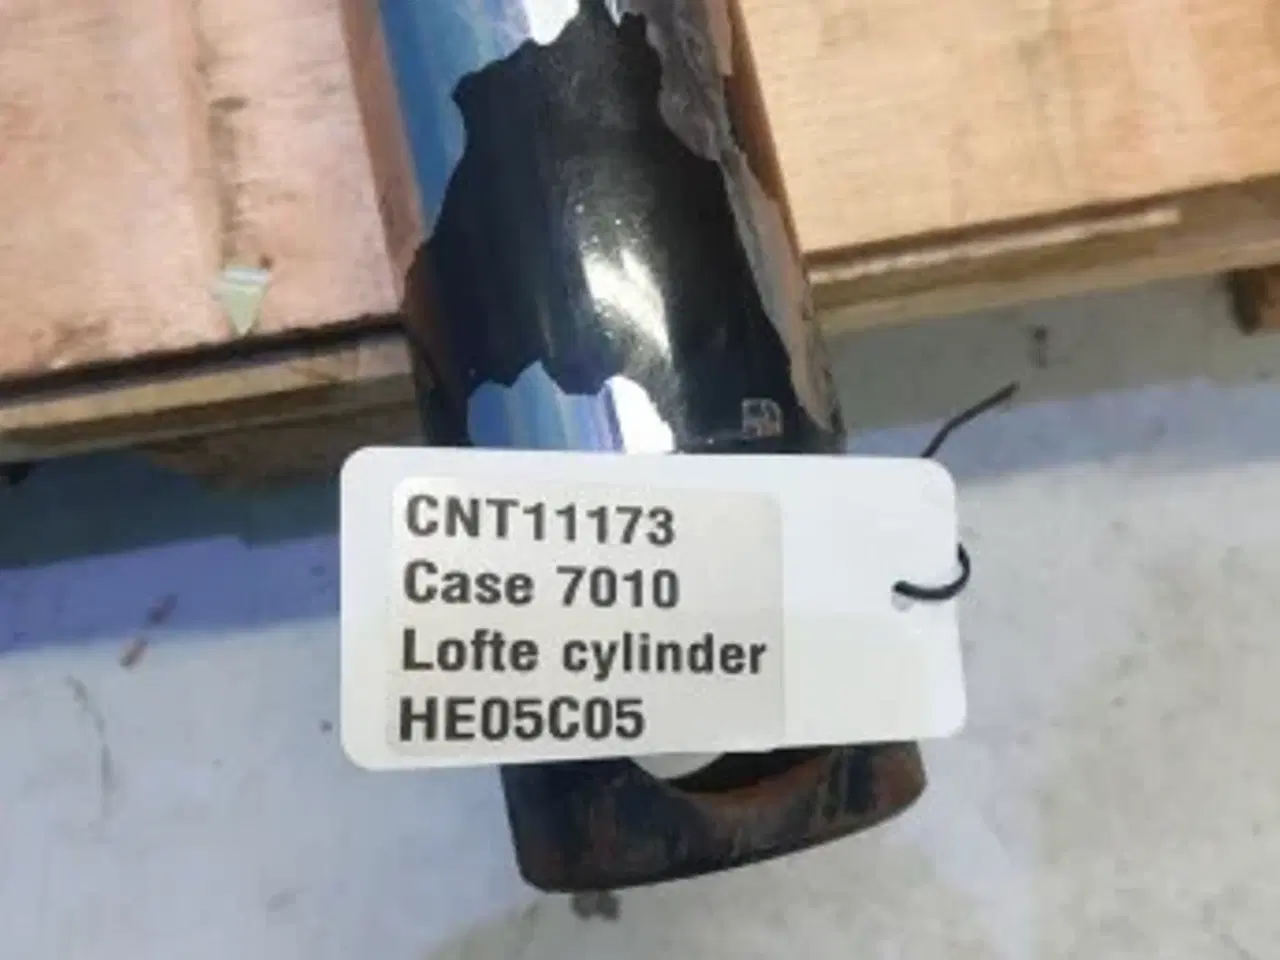 CNT11173
Case 7010
Lofte cylinder
HE05C05